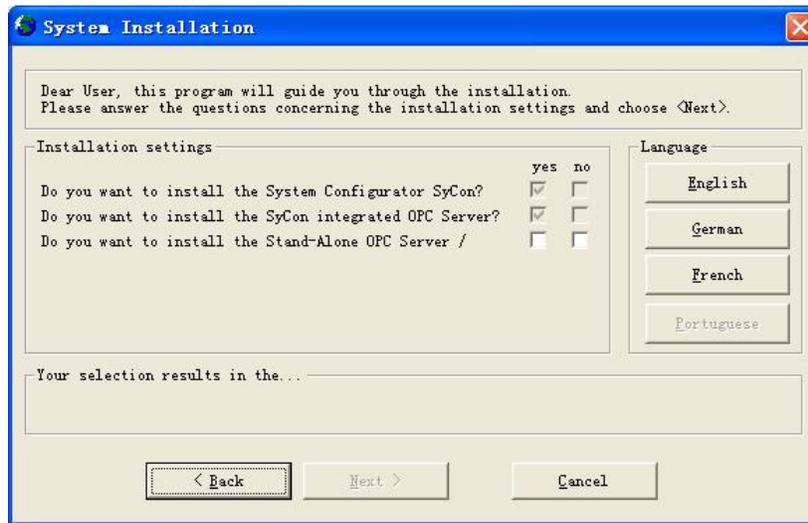 System Installation
Dear User, this program will guide you through the installation.
Please answer the questions concerning the installation settings and choose <Next>.
Installation settings
yes no
Do you want to install the System Configurator SyCon?
Do you want to install the SyCon integrated OPC Server?
Do you want to install the Stand-Alone OPC Server /
Language
English
German
French
Portuguese
Your selection results in the...
< Back
Next >
Cancel